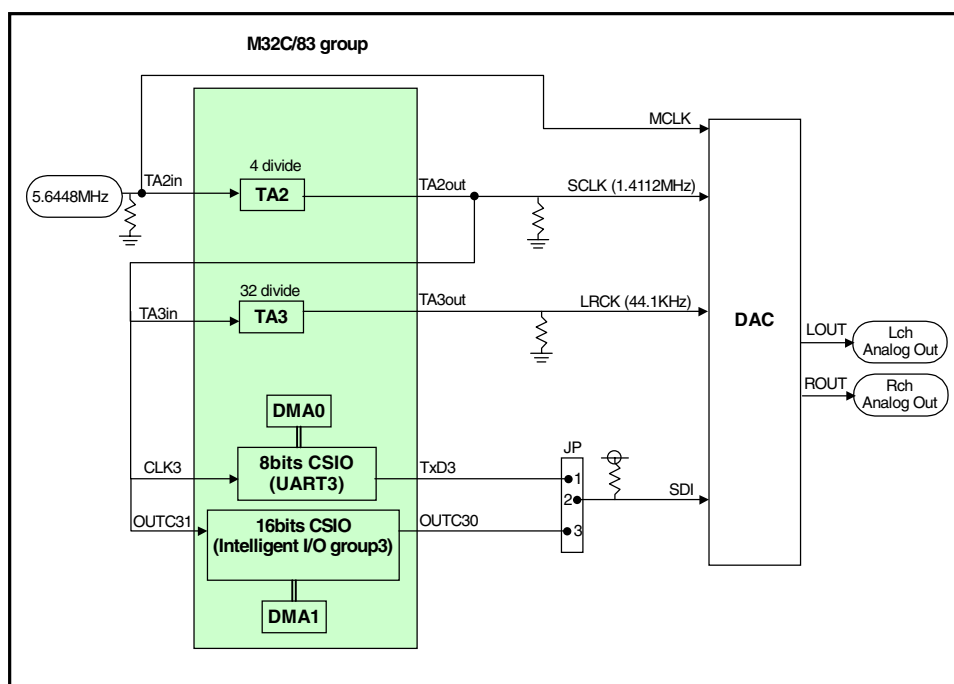 M32C/83 group
MCLK
5.6448MHz
TA2in
4 divide
TA2
TA2out
SCLK (1.4112MHz)
TA3in
32 divide
TA3
TA3out
LRCK (44.1KHz)
DAC
LOUT
Lch
Analog Out
ROUT
Rch
Analog Out
DMA0
CLK3
8bits CSIO
(UART3)
TxD3
JP
1
2
3
SDI
OUTC31
16bits CSIO
(Intelligent I/O group3)
OUTC30
DMA1